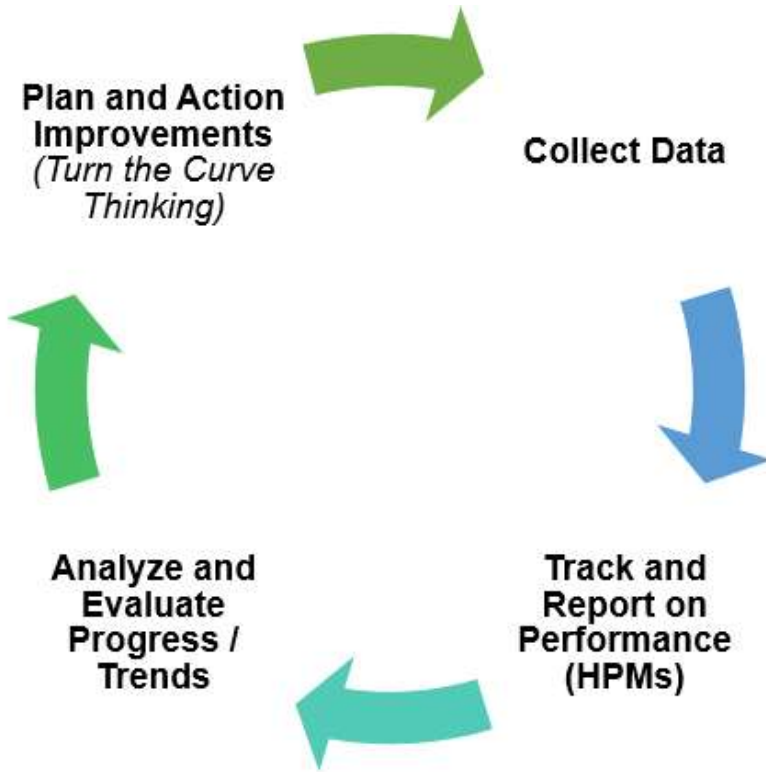 Plan and Action
Improvements
(Turn the Curve
Thinking)
Collect Data
Track and
Report on
Performance
(HPMs)
Analyze and
Evaluate
Progress /
Trends